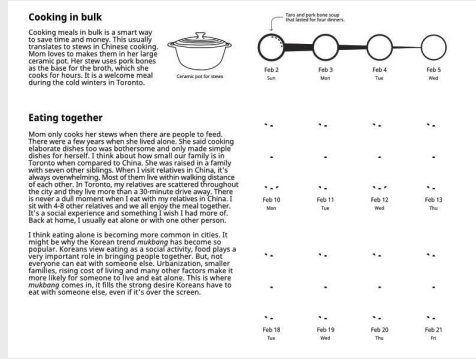 Cooking in bulk
Cooking meals in bulk is a smart way
to save time and money. This usually
translates to stews in Chinese cooking.
Mom loves to makes them in her large
ceramic pot. Her stew uses pork bones
as the base for the broth, which she
cooks for hours. It is a welcome meal
during the cold winters in Toronto.
Ceramic pot for stews
Taro and pork bone soup
that lasted for four dinners.
Feb 2
Feb 3
Feb 4
Feb 5
Sun
Mon
Tue
Wed
Eating together
Mom only cooks her stews when there are people to feed.
There were a few years when she lived alone. She said cooking
elaborate dishes too was bothersome and only made simple
dishes for herself. I think about how small our family is in
Toronto when compared to China. She was raised in a family
with seven other siblings. When I visit relatives in China, it's
always overwhelming. Most of them live within walking distance
of each other. In Toronto, my relatives are scattered throughout
the city and they live more than a 30-minute drive away. There
is never a dull moment when I eat with my relatives in China. I
sit with 4-8 other relatives and we all enjoy the meal together.
It's a social experience and something I wish I had more of.
Back at home, I usually eat alone or with one other person.
I think eating alone is becoming more common in cities. It
might be why the Korean trend mukbang has become so
popular. Koreans view eating as a social activity, food plays a
very important role in bringing people together. But, not
everyone can eat with someone else. Urbanization, smaller
families, rising cost of living and many other factors make it
more likely for someone to live and eat alone. This is where
mukbang comes in, it fills the strong desire Koreans have to
eat with someone else, even if it's over the screen.
Feb 10
Feb 11
Feb 12
Feb 13
Mon
Tue
Wed
Thu
Feb 18
Feb 19
Feb 20
Feb 21
Tue
Wed
Thu
Fri